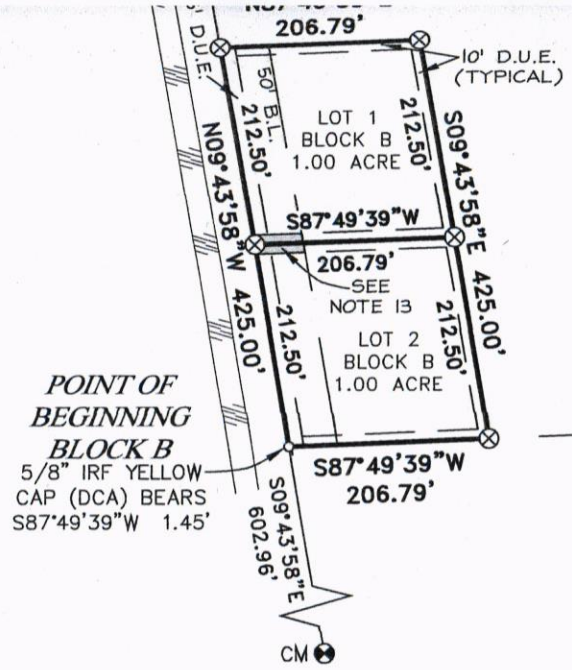 206.79'
D.U.E.
10' D.U.E.
(TYPICAL)
50' B.L.
212.50'
LOT 1
BLOCK B
1.00 ACRE
212.50'
N09°43'58"W 425.00'
S09°43'58"E 425.00'
S87°49'39"W
206.79'
SEE
NOTE 13
212.50'
LOT 2
BLOCK B
1.00 ACRE
212.50'
POINT OF
BEGINNING
BLOCK B
5/8" IRF YELLOW
CAP (DCA) BEARS
S87°49'39"W 1.45'
S87°49'39"W
206.79'
S09°43'58"E
602.96'
CM